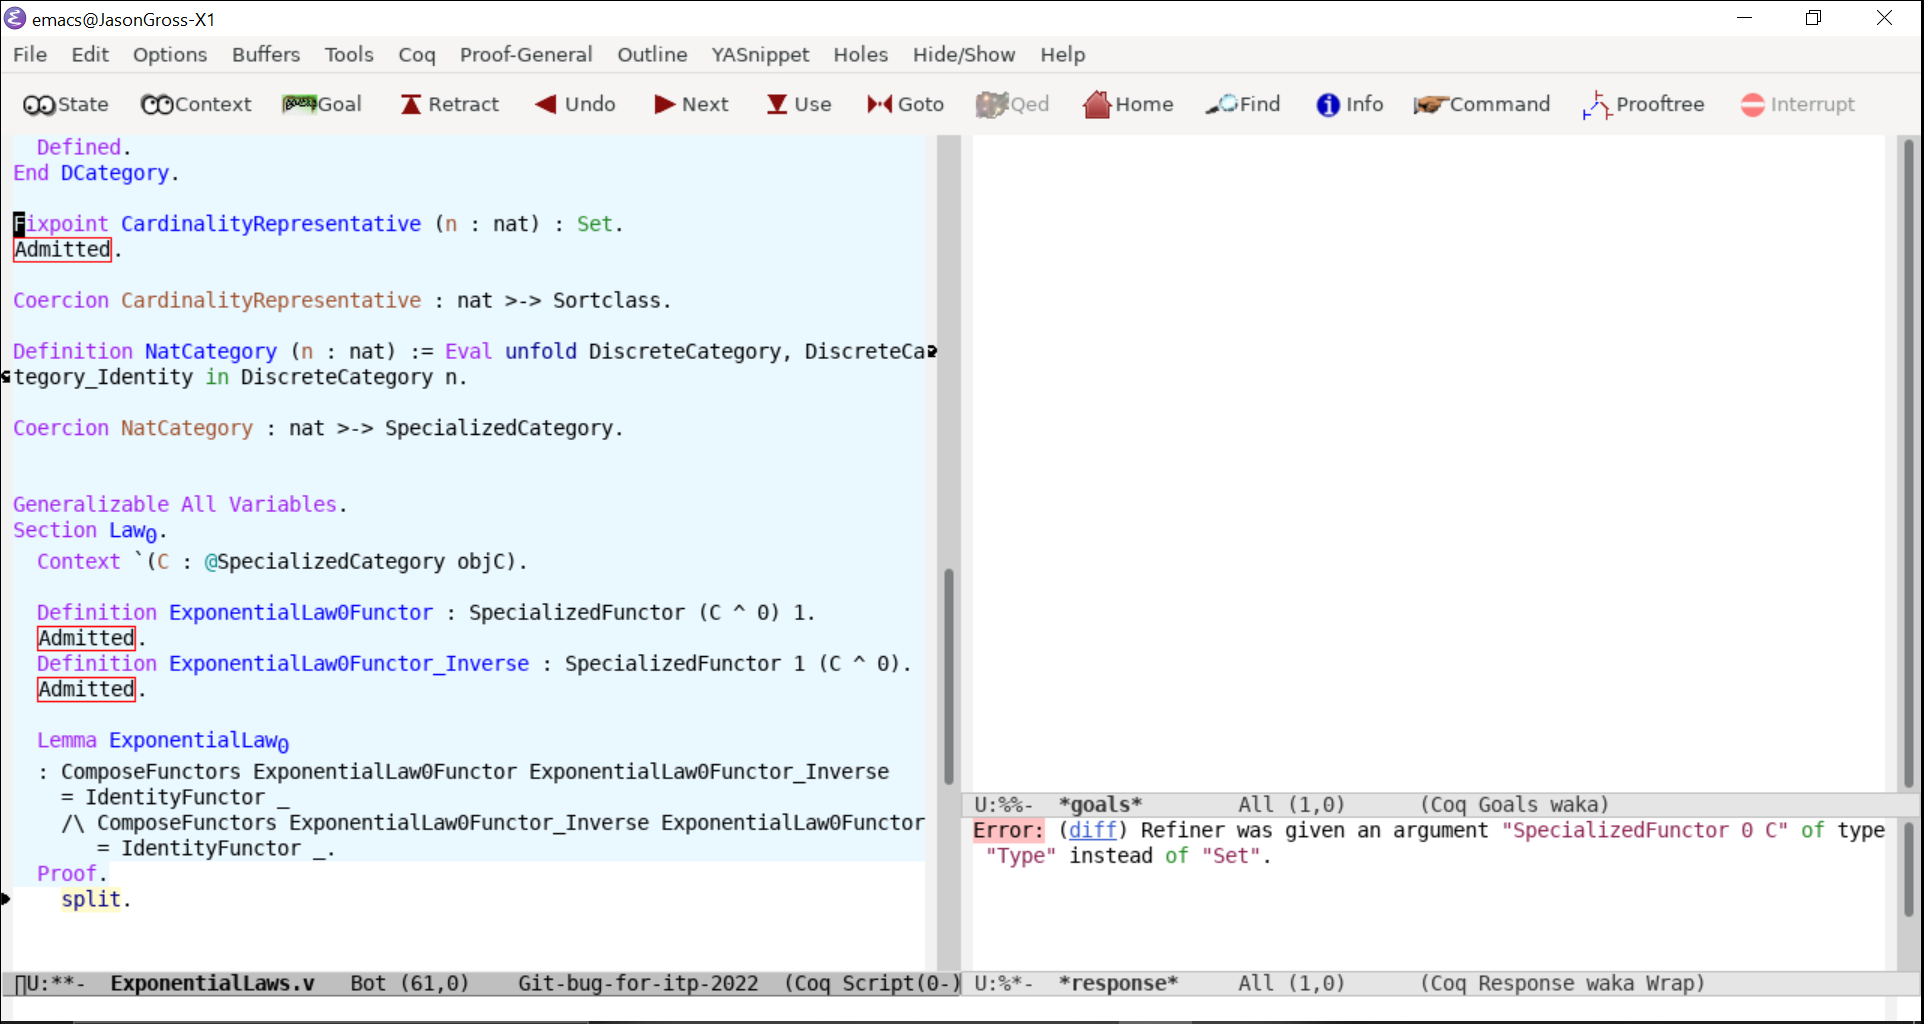 emacs@JasonGross-X1
File Edit Options Buffers Tools Coq Proof-General Outline YASnippet Holes Hide/Show Help
State Context Goal Retract Undo Next Use Goto Qed Home Find Info Command Prooftree Interrupt
Defined.
End DCategory.
Fixpoint CardinalityRepresentative (n : nat) : Set.
Admitted.
Coercion CardinalityRepresentative : nat >-> Sortclass.
Definition NatCategory (n : nat) := Eval unfold DiscreteCategory, DiscreteCa
tegory_Identity in DiscreteCategory n.
Coercion NatCategory : nat >-> SpecializedCategory.
Generalizable All Variables.
Section Law0.
Context `(C : @SpecializedCategory objC).
Definition ExponentialLaw0Functor : SpecializedFunctor (C ^ 0) 1.
Admitted.
Definition ExponentialLaw0Functor_Inverse : SpecializedFunctor 1 (C ^ 0).
Admitted.
Lemma ExponentialLaw0
: ComposeFunctors ExponentialLaw0Functor ExponentialLaw0Functor_Inverse
= IdentityFunctor _
/\ ComposeFunctors ExponentialLaw0Functor_Inverse ExponentialLaw0Functor
= IdentityFunctor _.
Proof.
split.
U:**- ExponentialLaws.v Bot (61,0) Git-bug-for-itp-2022 (Coq Script(0-)
U:%%- *goals* All (1,0) (Coq Goals waka)
Error: (diff) Refiner was given an argument "SpecializedFunctor 0 C" of type
"Type" instead of "Set".
U:%*- *response* All (1,0) (Coq Response waka Wrap)